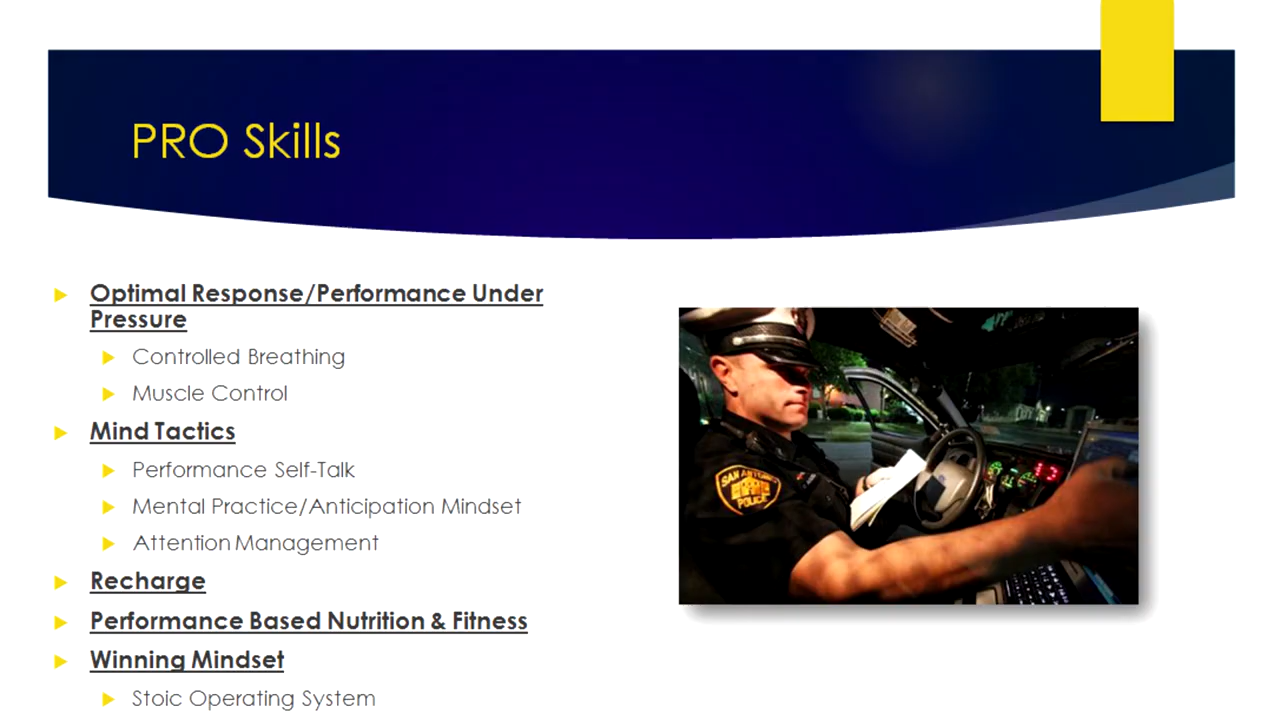 PRO Skills
Optimal Response/Performance Under
Pressure
Controlled Breathing
Muscle Control
Mind Tactics
Performance Self-Talk
Mental Practice/Anticipation Mindset
Attention Management
Recharge
Performance Based Nutrition & Fitness
Winning Mindset
Stoic Operating System
SAN ANTONIO
POLICE